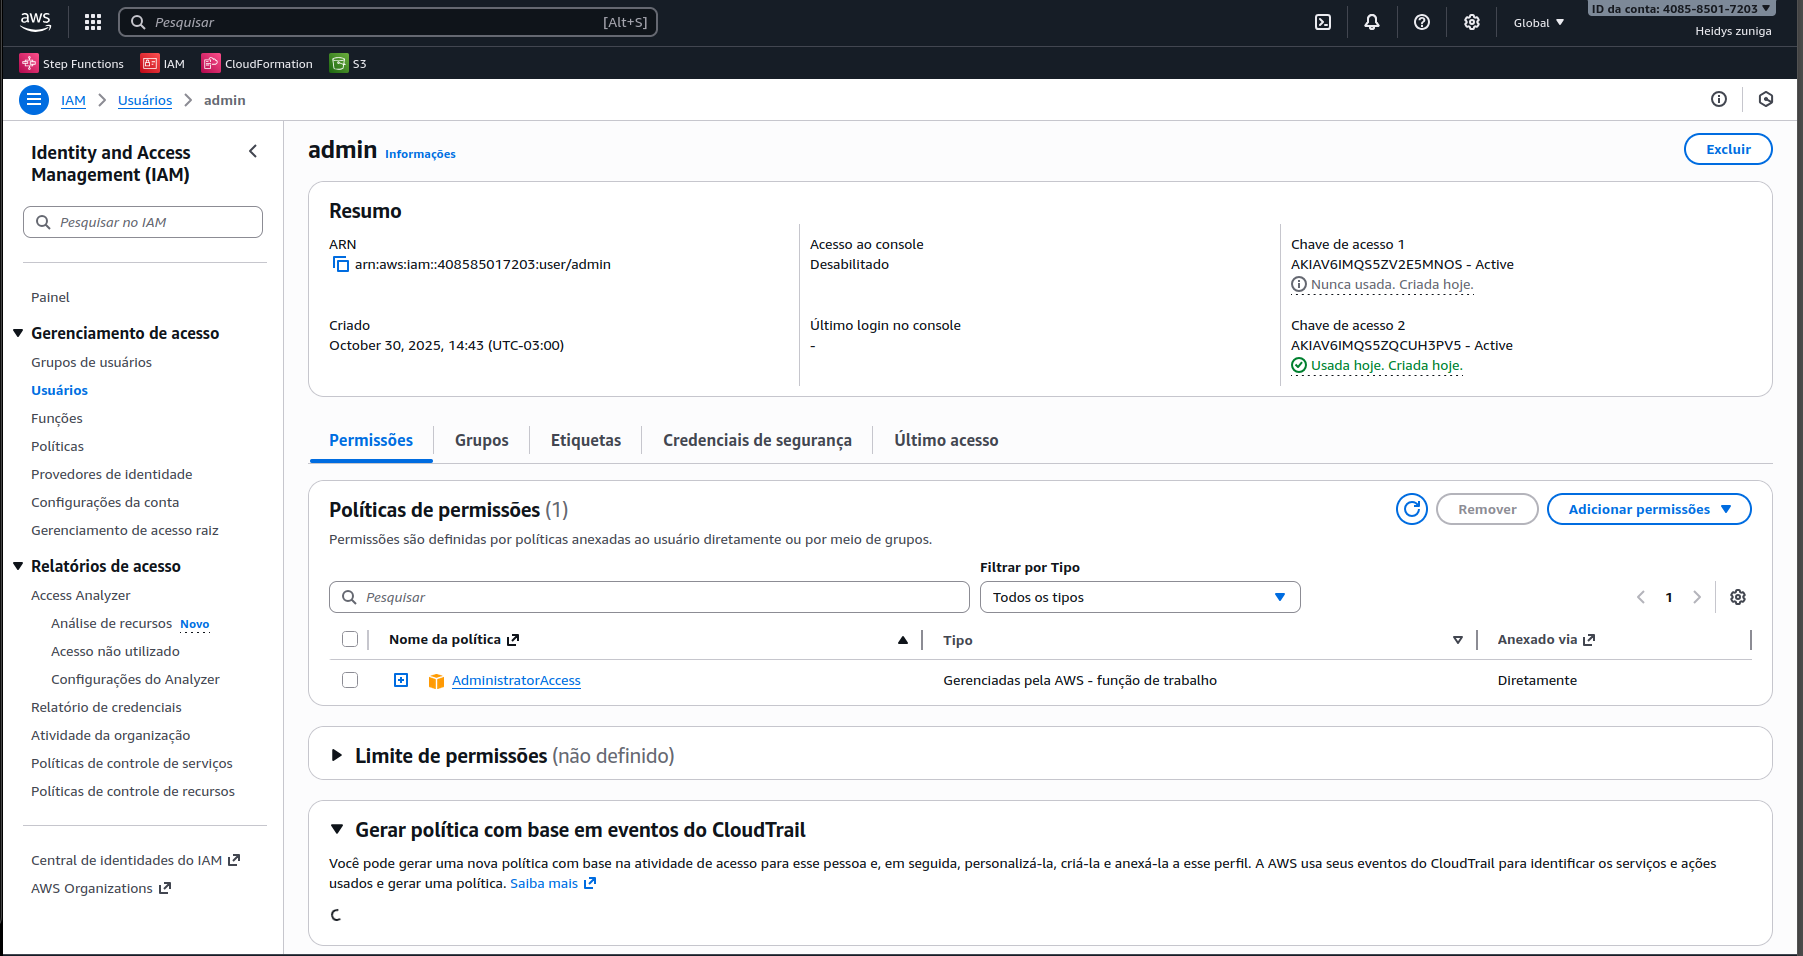 aws
Pesquisar
[Alt+S]
Global
ID da conta: 4085-8501-7203
Heidys zuniga
Step Functions
IAM
CloudFormation
S3
IAM
Usuários
admin
Identity and Access
Management (IAM)
Pesquisar no IAM
Painel
Gerenciamento de acesso
Grupos de usuários
Usuários
Funções
Políticas
Provedores de identidade
Configurações da conta
Gerenciamento de acesso raiz
Relatórios de acesso
Access Analyzer
Análise de recursos Novo
Acesso não utilizado
Configurações do Analyzer
Relatório de credenciais
Atividade da organização
Políticas de controle de serviços
Políticas de controle de recursos
Central de identidades do IAM
AWS Organizations
admin Informações
Excluir
Resumo
ARN
arn:aws:iam::408585017203:user/admin
Criado
October 30, 2025, 14:43 (UTC-03:00)
Acesso ao console
Desabilitado
Último login no console
-
Chave de acesso 1
AKIAV6IMQS5ZV2E5MNOS - Active
Nunca usada. Criada hoje.
Chave de acesso 2
AKIAV6IMQS5ZQCUH3PV5 - Active
Usada hoje. Criada hoje.
Permissões
Grupos
Etiquetas
Credenciais de segurança
Último acesso
Políticas de permissões (1)
Remover
Adicionar permissões
Permissões são definidas por políticas anexadas ao usuário diretamente ou por meio de grupos.
Filtrar por Tipo
Pesquisar
Todos os tipos
1
Nome da política
Tipo
Anexado via
AdministratorAccess
Gerenciadas pela AWS - função de trabalho
Diretamente
Limite de permissões (não definido)
Gerar política com base em eventos do CloudTrail
Você pode gerar uma nova política com base na atividade de acesso para esse pessoa e, em seguida, personalizá-la, criá-la e anexá-la a esse perfil. A AWS usa seus eventos do CloudTrail para identificar os serviços e ações
usados e gerar uma política. Saiba mais